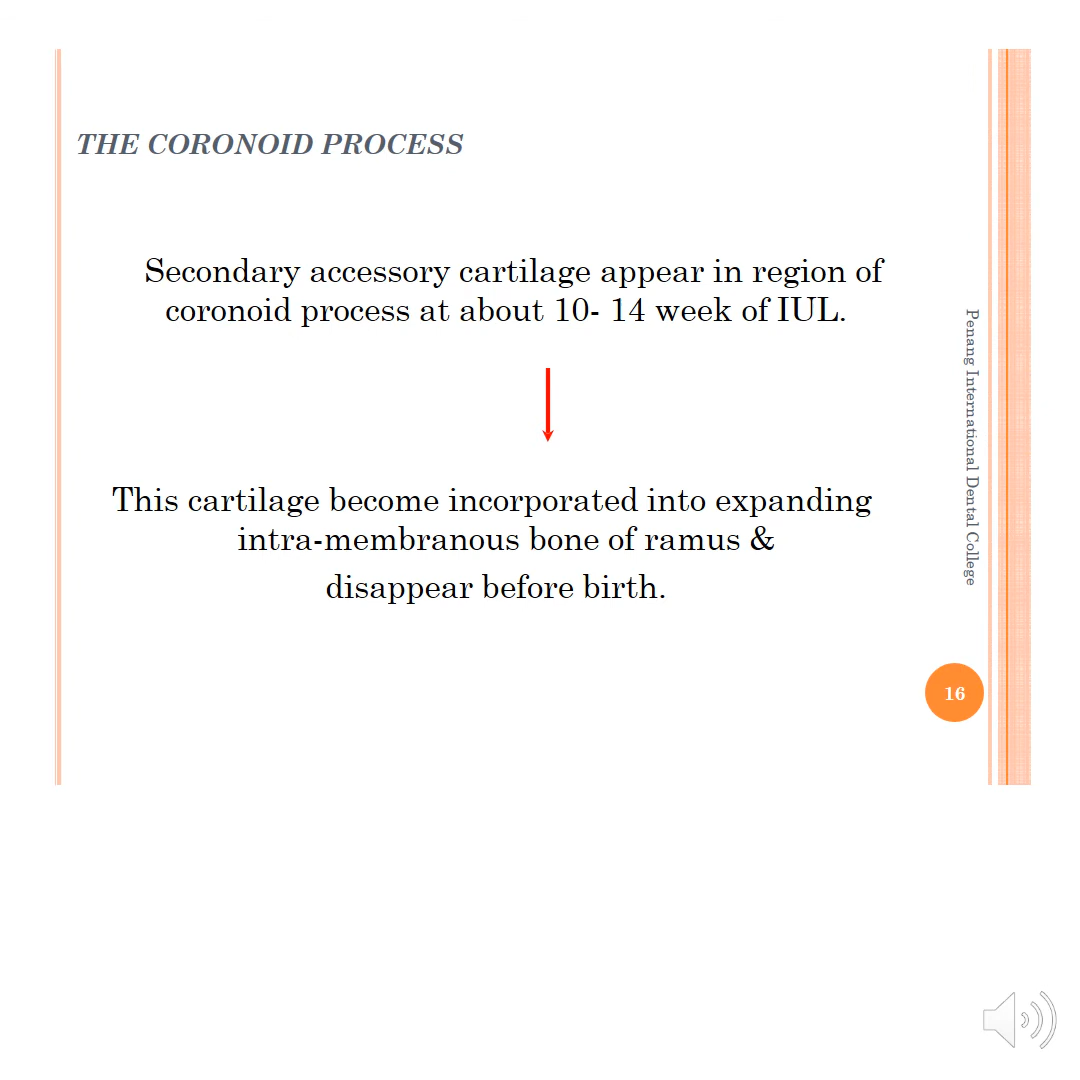 THE CORONOID PROCESS
Secondary accessory cartilage appear in region of
coronoid process at about 10- 14 week of IUL.
This cartilage become incorporated into expanding
intra-membranous bone of ramus &
disappear before birth.
Penang International Dental College
16